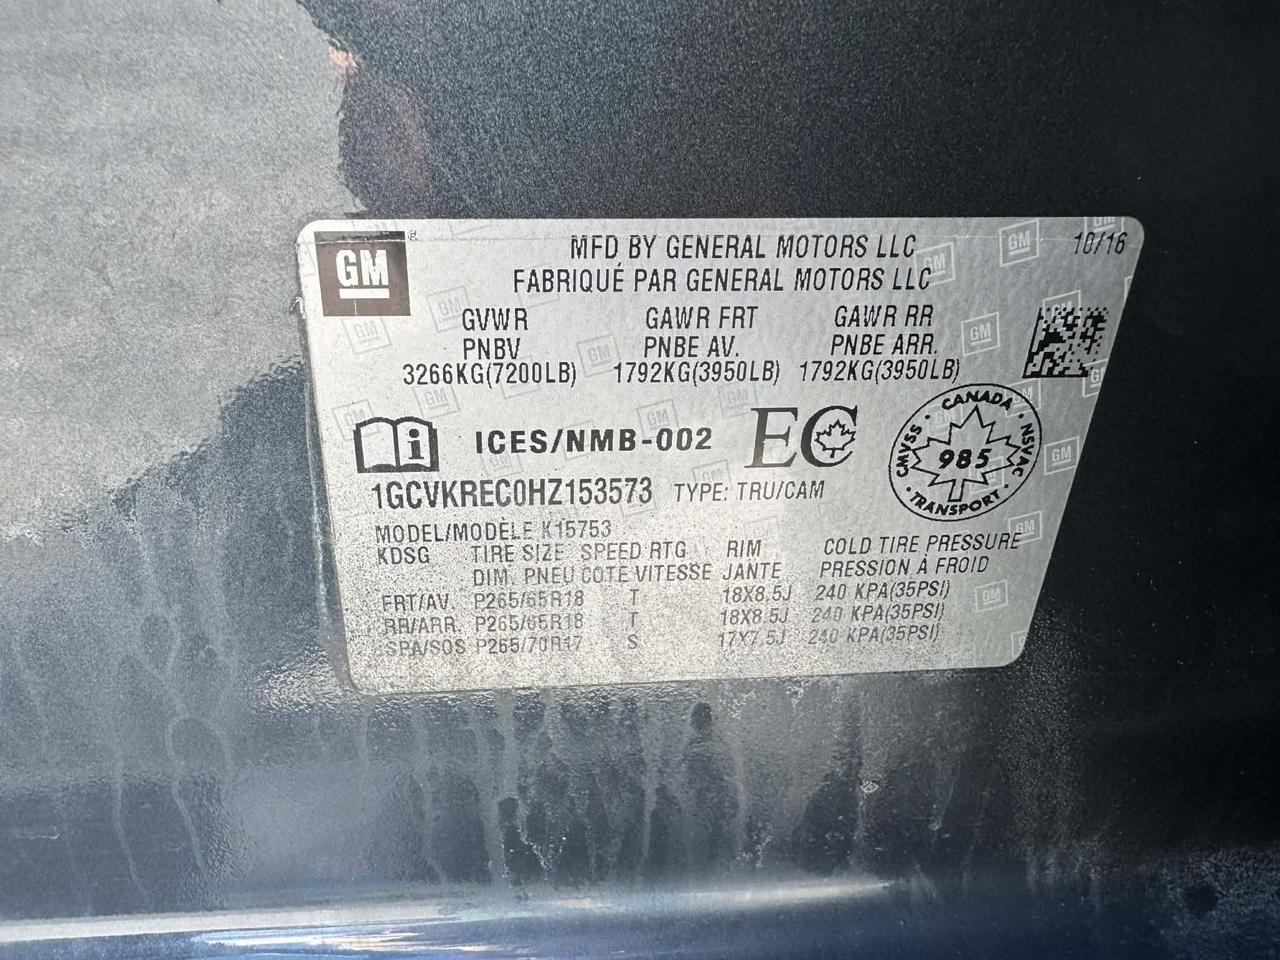 GM
MFD BY GENERAL MOTORS LLC
10/16
FABRIQUÉ PAR GENERAL MOTORS LLC
GVWR GAWR FRT GAWR RR
PNBV PNBE AV. PNBE ARR.
3266KG(7200LB) 1792KG(3950LB) 1792KG(3950LB)
ICES/NMB-002 EC
CANADA CMVSS NSVAC 985 TRANSPORT
1GCVKREC0HZ153573 TYPE: TRU/CAM
MODEL/MODÈLE K15753
KDSG TIRE SIZE SPEED RTG RIM COLD TIRE PRESSURE
DIM. PNEU COTE VITESSE JANTE PRESSION À FROID
FRT/AV. P265/65R18 T 18X8.5J 240 KPA(35PSI)
RR/ARR. P265/65R18 T 18X8.5J 240 KPA(35PSI)
SPA/SOS P265/70R17 S 17X7.5J 240 KPA(35PSI)